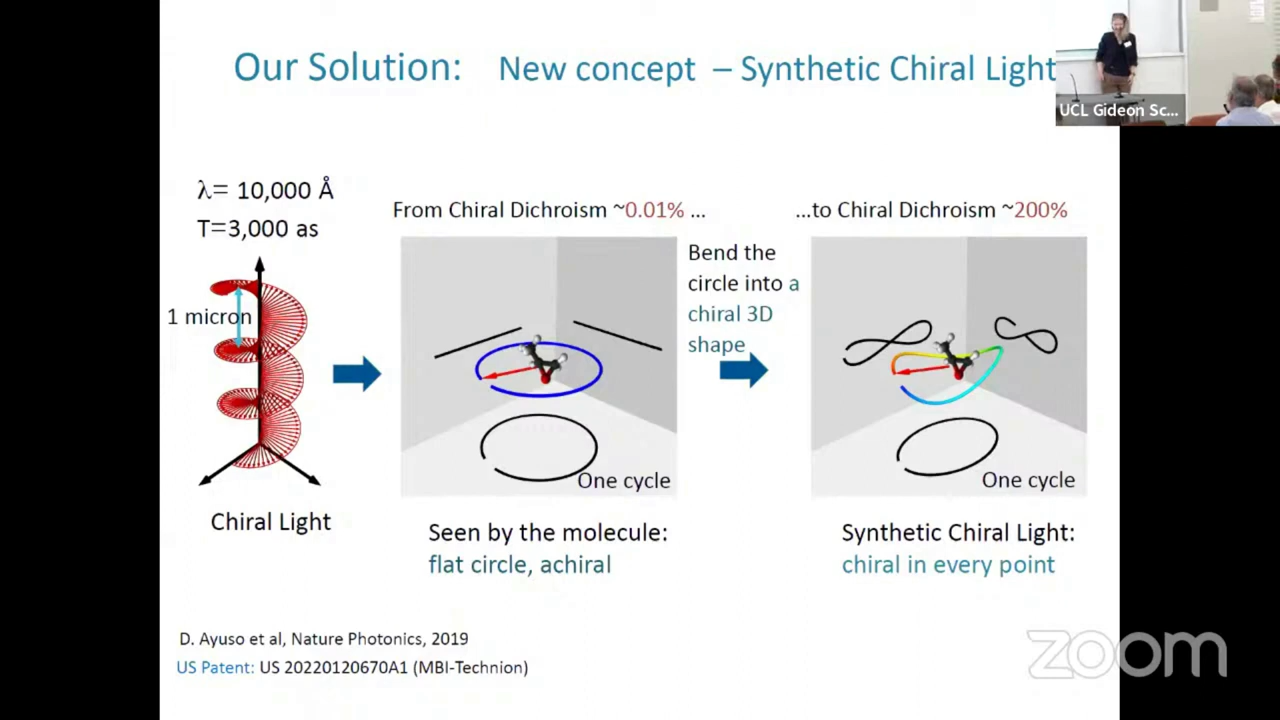 Our Solution: New concept – Synthetic Chiral Light
UCL Gideon Sc...
λ= 10,000 Å
T=3,000 as
1 micron
Chiral Light
From Chiral Dichroism ~0.01% ...
One cycle
Seen by the molecule:
flat circle, achiral
Bend the
circle into a
chiral 3D
shape
...to Chiral Dichroism ~200%
One cycle
Synthetic Chiral Light:
chiral in every point
D. Ayuso et al, Nature Photonics, 2019
US Patent: US 20220120670A1 (MBI-Technion)
zoom